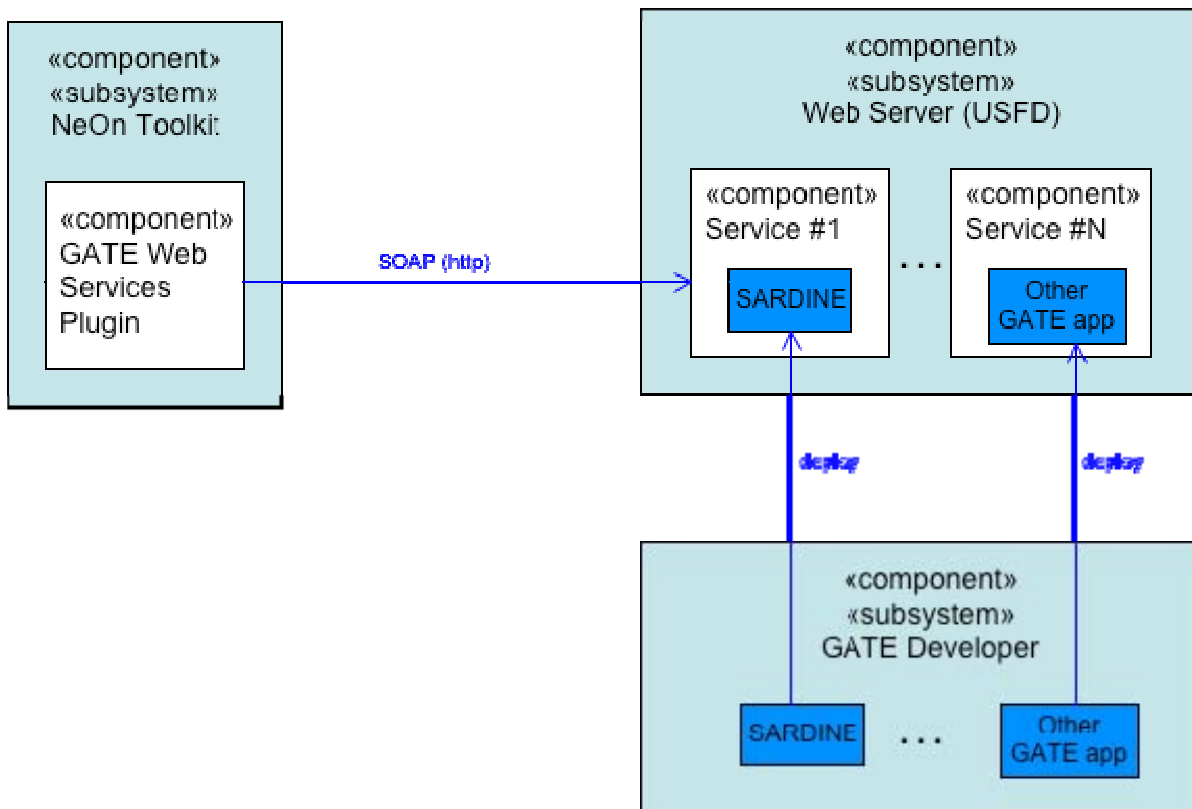 «component»
«subsystem»
NeOn Toolkit
«component»
GATE Web
Services
Plugin
SOAP (http)
«component»
«subsystem»
Web Server (USFD)
«component»
Service #1
SARDINE
. . .
«component»
Service #N
Other
GATE app
deploy
deploy
«component»
«subsystem»
GATE Developer
SARDINE
. . .
Other
GATE app